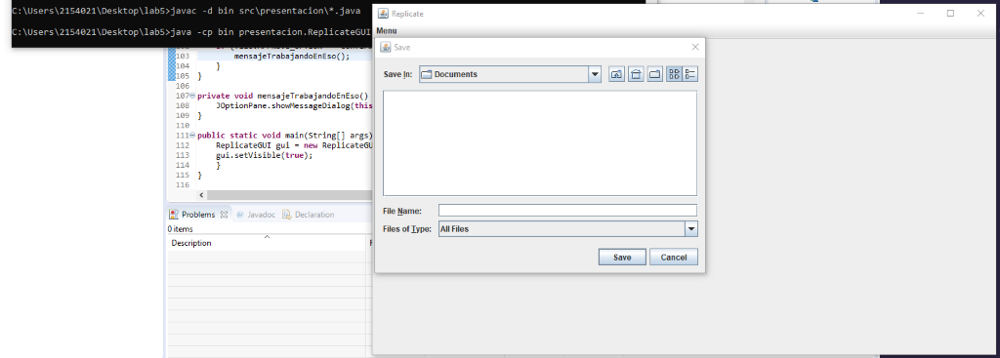 C:\Users\2154021\Desktop\lab5>javac -d bin src\presentacion\*.java
C:\Users\2154021\Desktop\lab5>java -cp bin presentacion.ReplicateGUI
103 mensajeTrabajandoEnEso();
104 }
105 }
106
107 private void mensajeTrabajandoEnEso()
108 JOptionPane.showMessageDialog(this
109 }
110
111 public static void main(String[] args)
112 ReplicateGUI gui = new ReplicateGU
113 gui.setVisible(true);
114 }
115 }
116
Problems Javadoc Declaration
0 items
Description
Replicate
Menu
Save
Save In: Documents
File Name:
Files of Type: All Files
Save Cancel